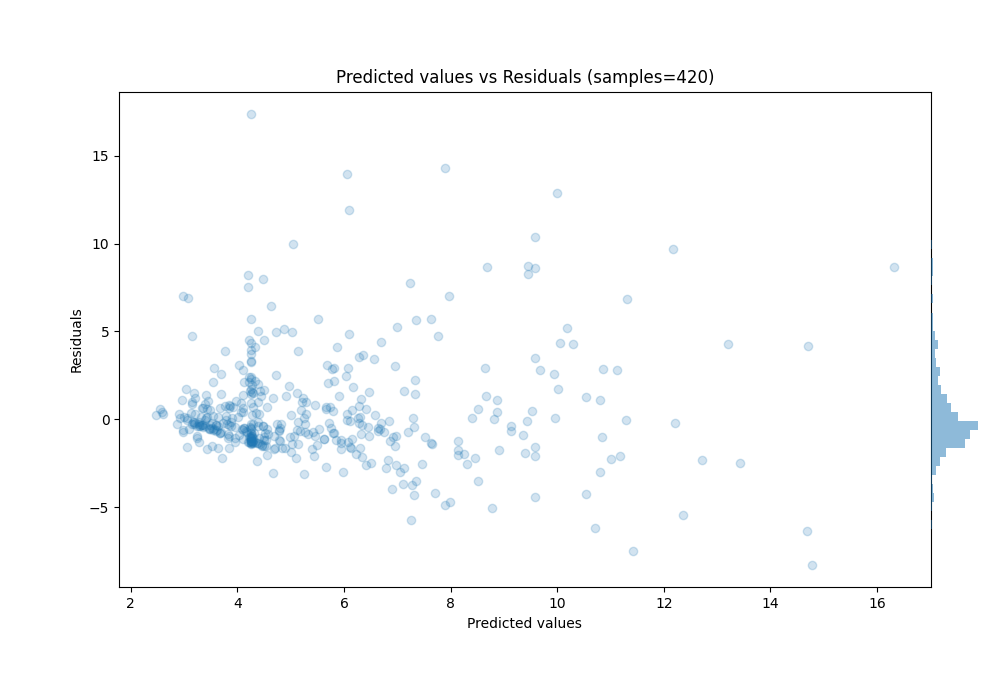 Predicted values vs Residuals (samples=420)
15
10
5
0
−5
Residuals
2 4 6 8 10 12 14 16
Predicted values